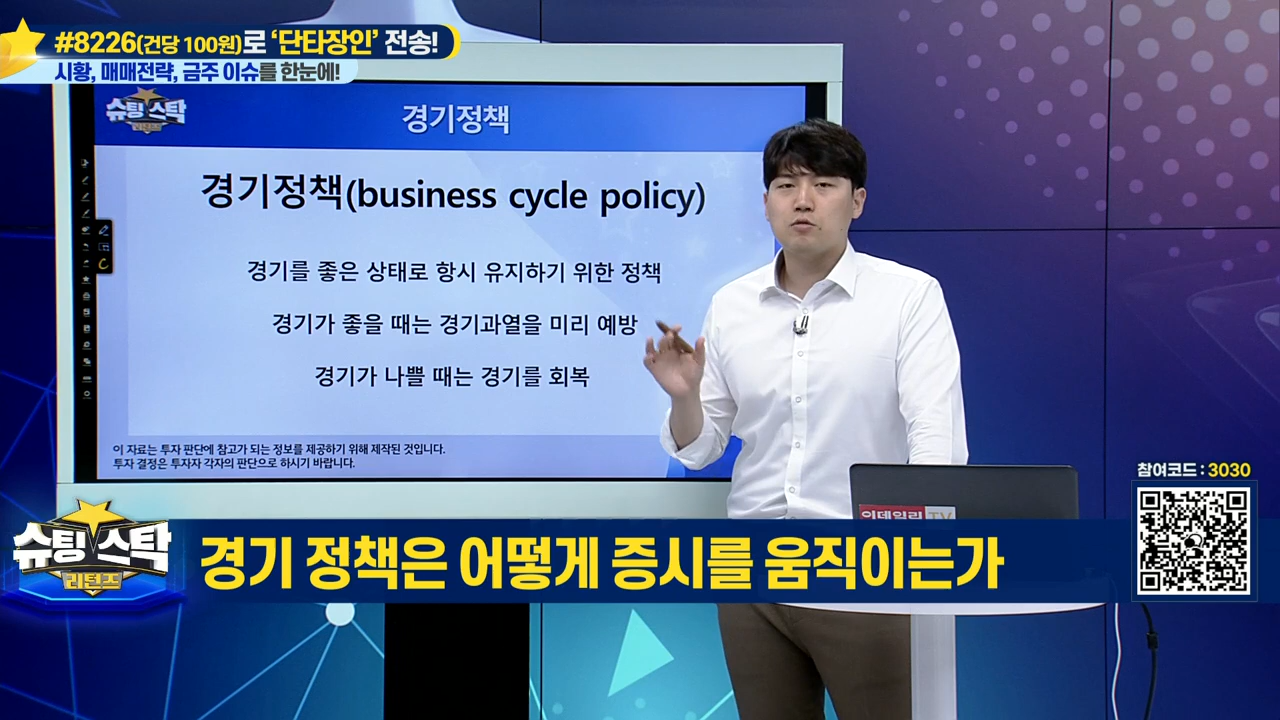 #8226(건당 100원)로 ‘단타장인’ 전송!
시황, 매매전략, 금주 이슈를 한눈에!
슈팅 스탁
리턴즈
경기정책
경기정책(business cycle policy)
경기를 좋은 상태로 항시 유지하기 위한 정책
경기가 좋을 때는 경기과열을 미리 예방
경기가 나쁠 때는 경기를 회복
이 자료는 투자 판단에 참고가 되는 정보를 제공하기 위해 제작된 것입니다.
투자 결정은 투자자 각자의 판단으로 하시기 바랍니다.
참여코드 : 3030
이데일리 TV
슈팅 스탁
리턴즈
경기 정책은 어떻게 증시를 움직이는가